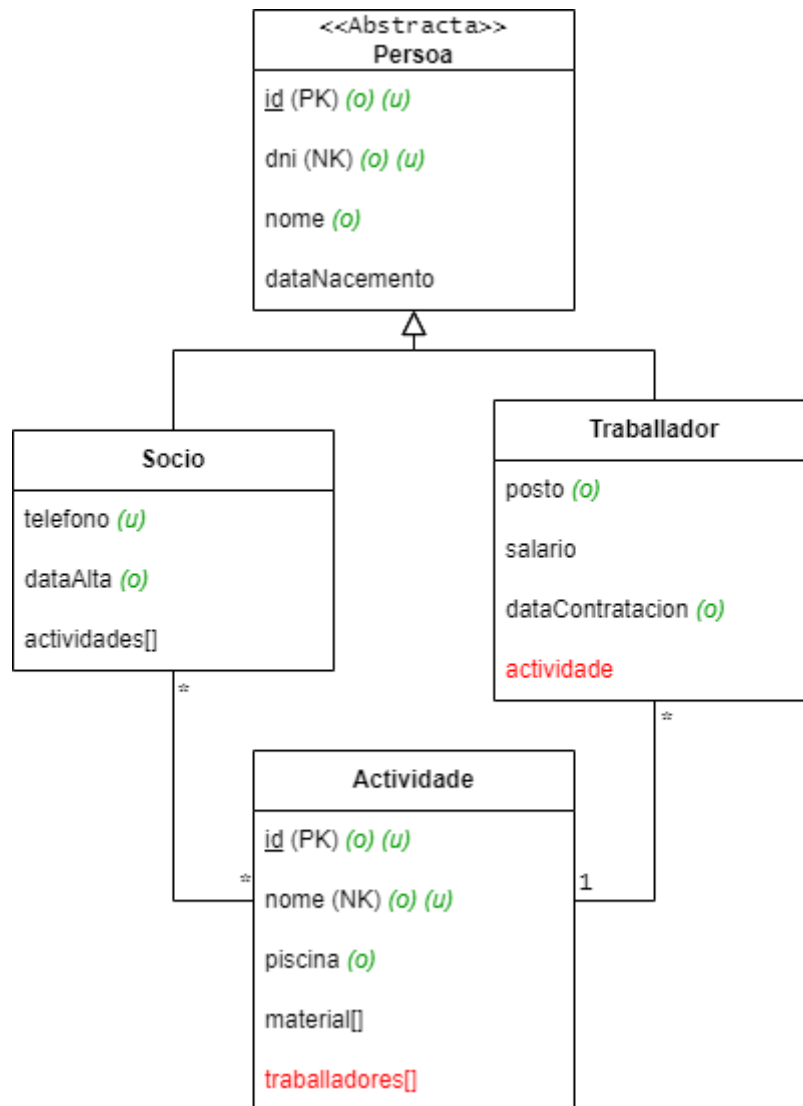 <<Abstracta>>
Persoa
id (PK) (o) (u)
dni (NK) (o) (u)
nome (o)
dataNacemento
Socio
telefono (u)
dataAlta (o)
actividades[]
*
*
Traballador
posto (o)
salario
dataContratacion (o)
actividade
*
1
Actividade
id (PK) (o) (u)
nome (NK) (o) (u)
piscina (o)
material[]
traballadores[]